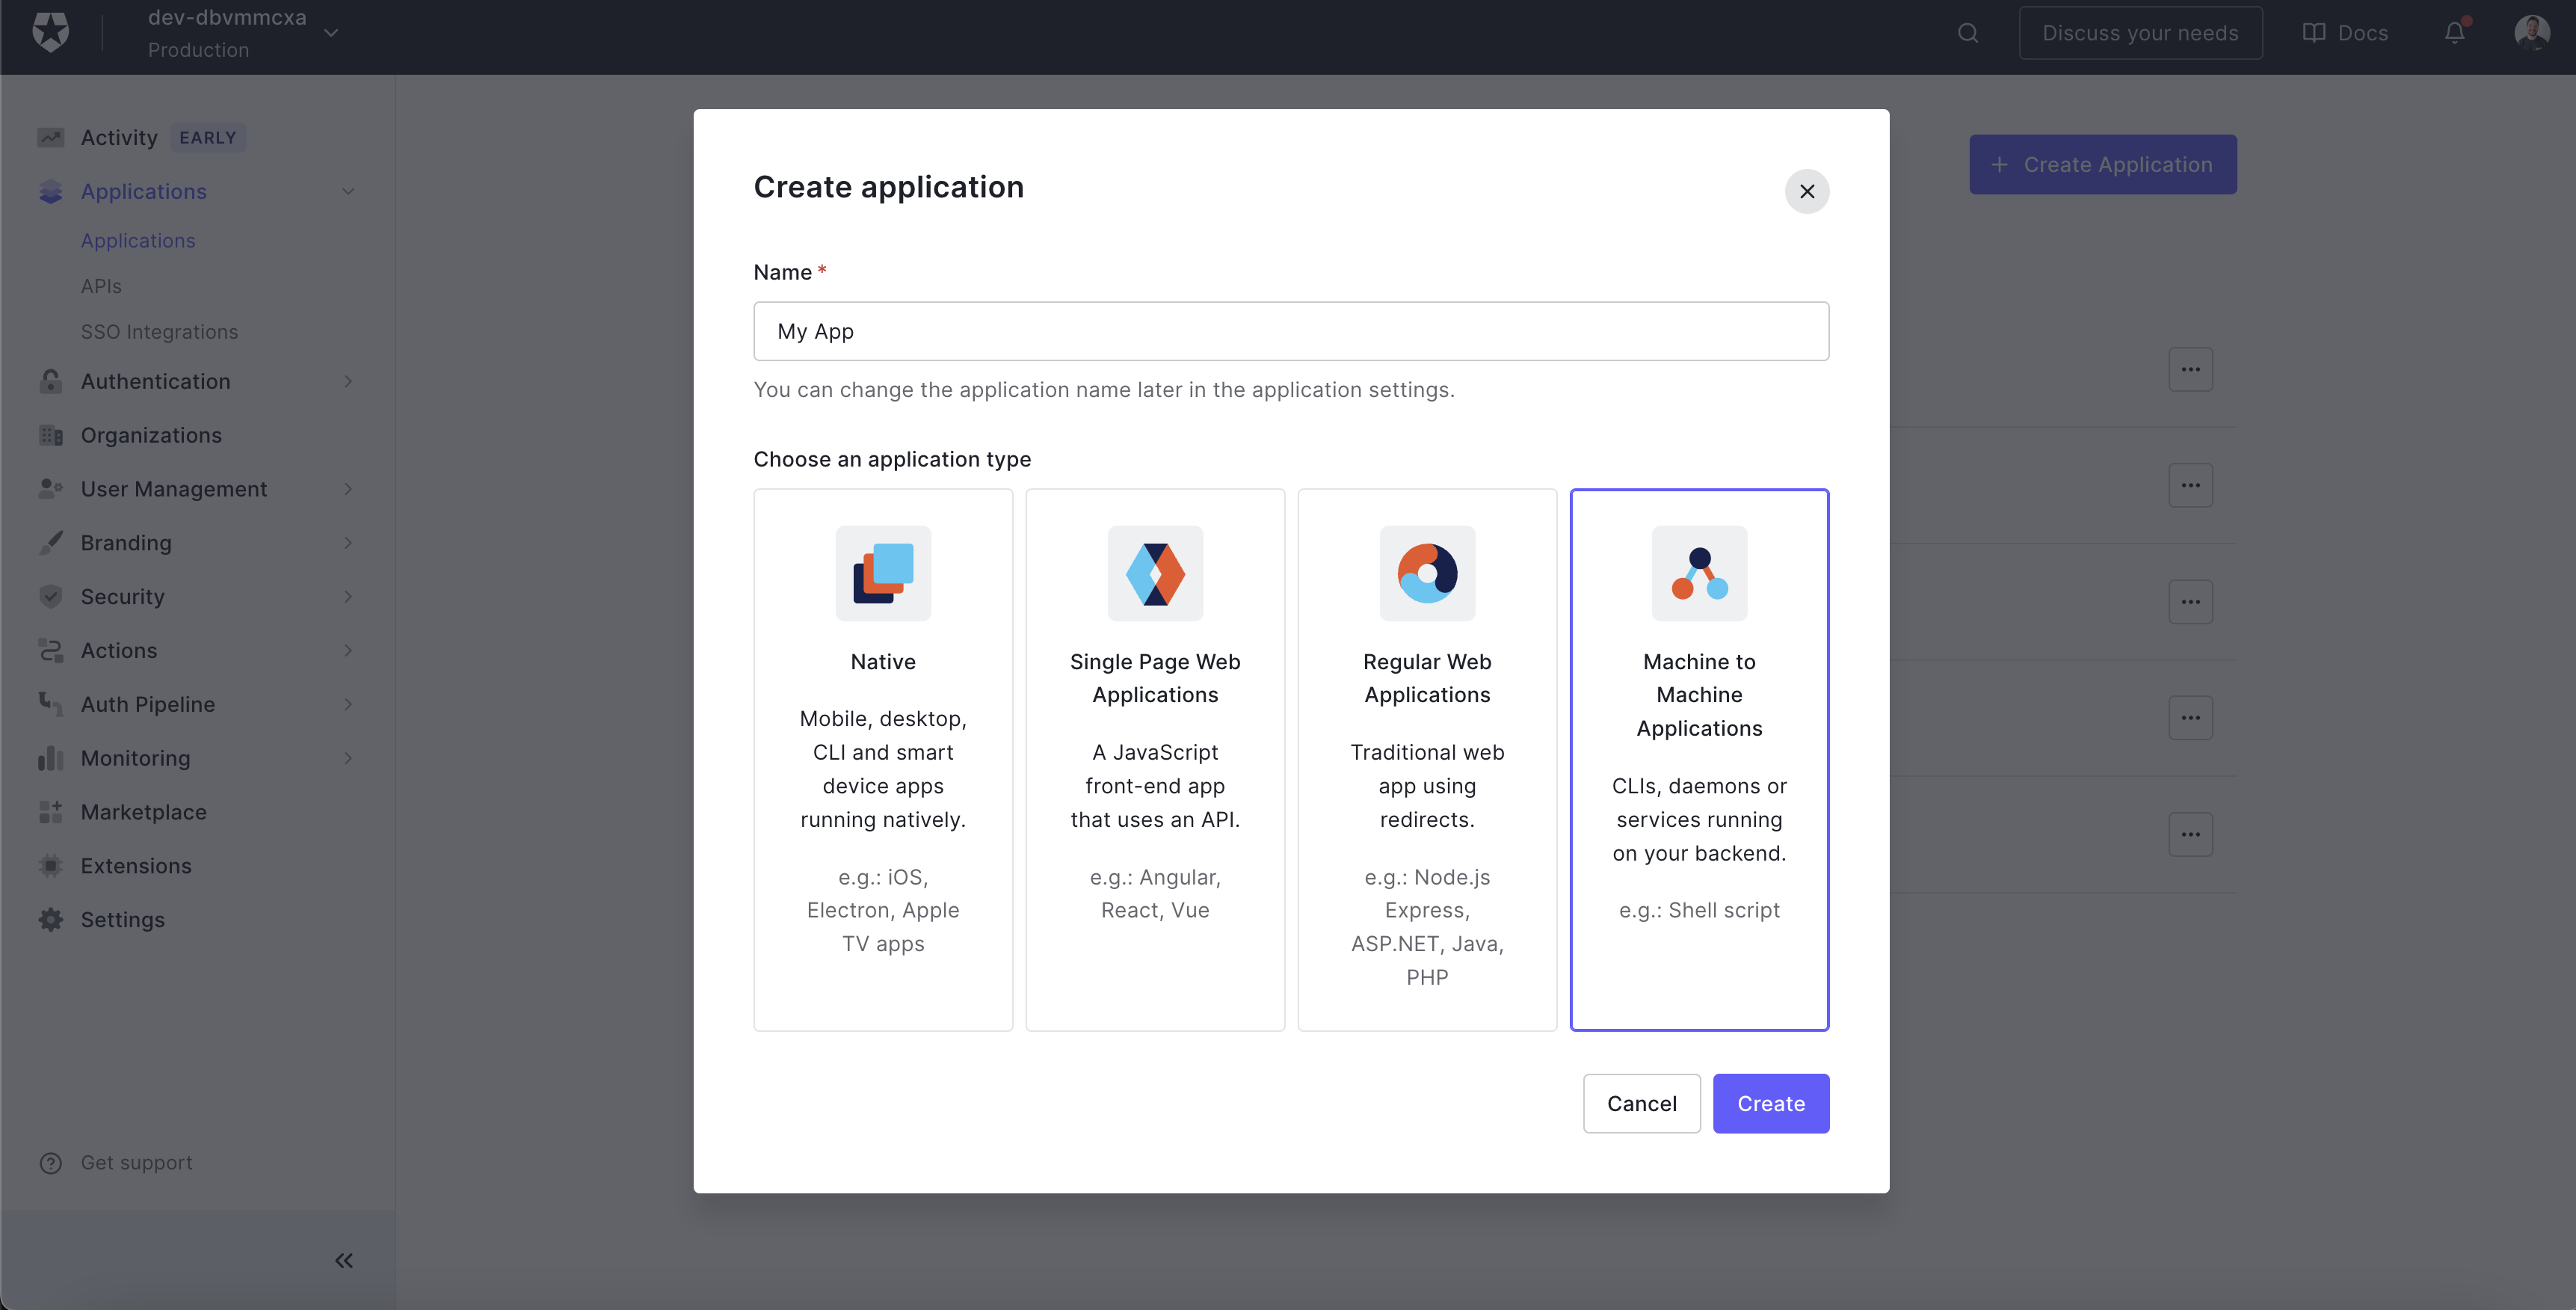 dev-dbvmmcxa
Production
Discuss your needs
Docs
Activity EARLY
Applications
Applications
APIs
SSO Integrations
Authentication
Organizations
User Management
Branding
Security
Actions
Auth Pipeline
Monitoring
Marketplace
Extensions
Settings
Get support
+ Create Application
Create application
Name *
My App
You can change the application name later in the application settings.
Choose an application type
Native
Mobile, desktop,
CLI and smart
device apps
running natively.
e.g.: iOS,
Electron, Apple
TV apps
Single Page Web
Applications
A JavaScript
front-end app
that uses an API.
e.g.: Angular,
React, Vue
Regular Web
Applications
Traditional web
app using
redirects.
e.g.: Node.js
Express,
ASP.NET, Java,
PHP
Machine to
Machine
Applications
CLIs, daemons or
services running
on your backend.
e.g.: Shell script
Cancel
Create